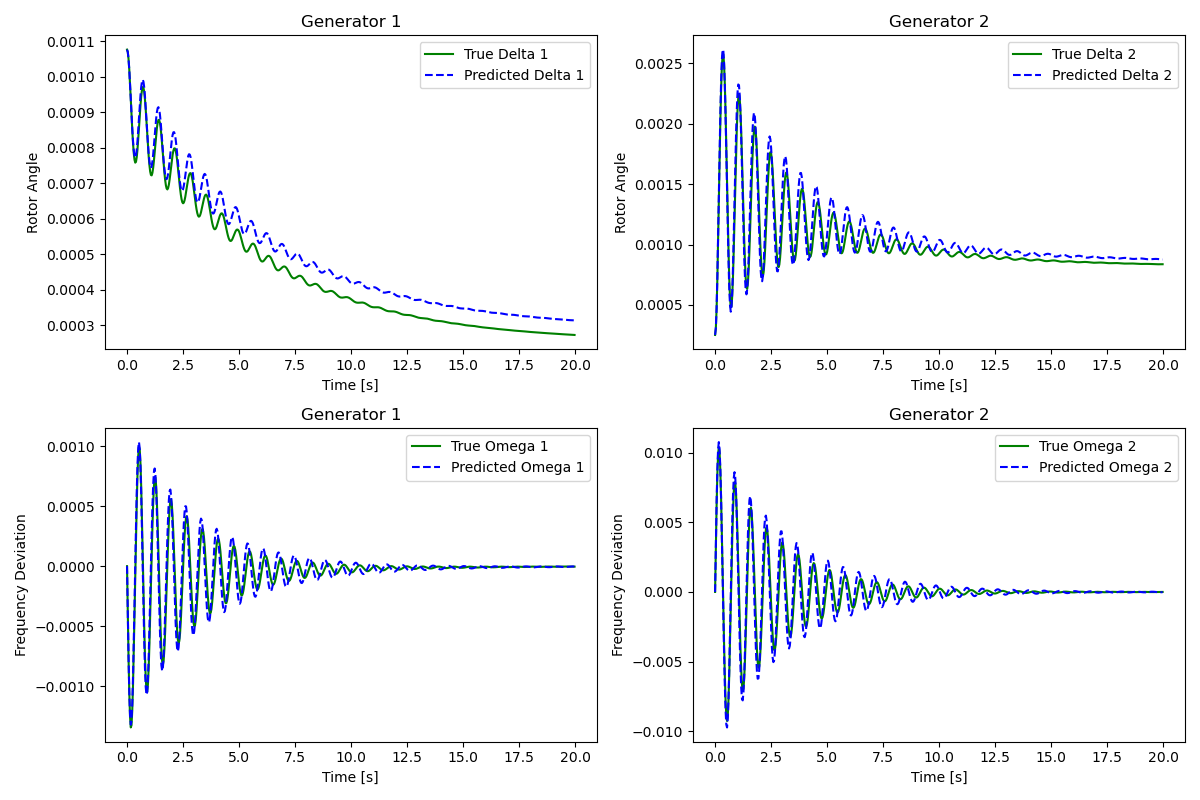 Generator 1
0.0011
0.0010
0.0009
0.0008
0.0007
0.0006
0.0005
0.0004
0.0003
Rotor Angle
True Delta 1
Predicted Delta 1
0.0 2.5 5.0 7.5 10.0 12.5 15.0 17.5 20.0
Time [s]
Generator 2
0.0025
0.0020
0.0015
0.0010
0.0005
Rotor Angle
True Delta 2
Predicted Delta 2
0.0 2.5 5.0 7.5 10.0 12.5 15.0 17.5 20.0
Time [s]
Generator 1
0.0010
0.0005
0.0000
−0.0005
−0.0010
Frequency Deviation
True Omega 1
Predicted Omega 1
0.0 2.5 5.0 7.5 10.0 12.5 15.0 17.5 20.0
Time [s]
Generator 2
0.010
0.005
0.000
−0.005
−0.010
Frequency Deviation
True Omega 2
Predicted Omega 2
0.0 2.5 5.0 7.5 10.0 12.5 15.0 17.5 20.0
Time [s]